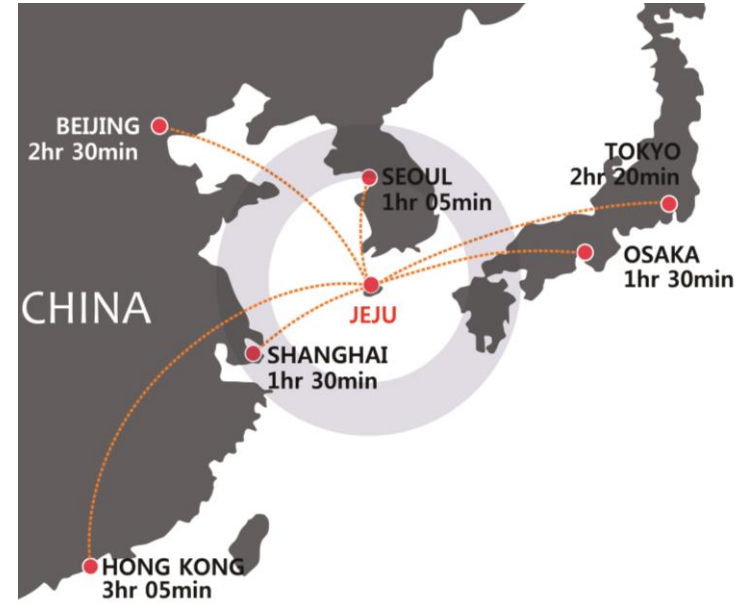 BEIJING
2hr 30min
SEOUL
1hr 05min
TOKYO
2hr 20min
OSAKA
1hr 30min
CHINA
JEJU
SHANGHAI
1hr 30min
HONG KONG
3hr 05min